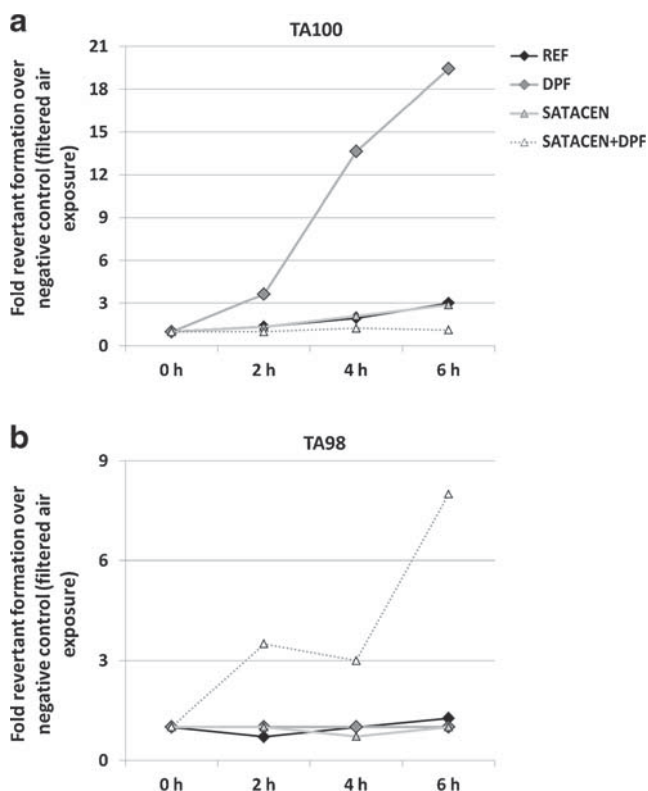 a
TA100
Fold revertant formation over
negative control (filtered air
exposure)
21
18
15
12
9
6
3
0
0 h 2 h 4 h 6 h
REF
DPF
SATACEN
SATACEN+DPF
b
TA98
Fold revertant formation over
negative control (filtered air
exposure)
9
6
3
0
0 h 2 h 4 h 6 h